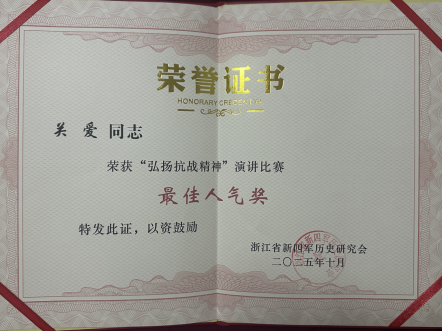 荣誉证书
HONORARY CREDENTIAL
关 爱 同志
荣获“弘扬抗战精神”演讲比赛
最佳人气奖
特发此证，以资鼓励
浙江省新四军历史研究会
二〇二五年十月